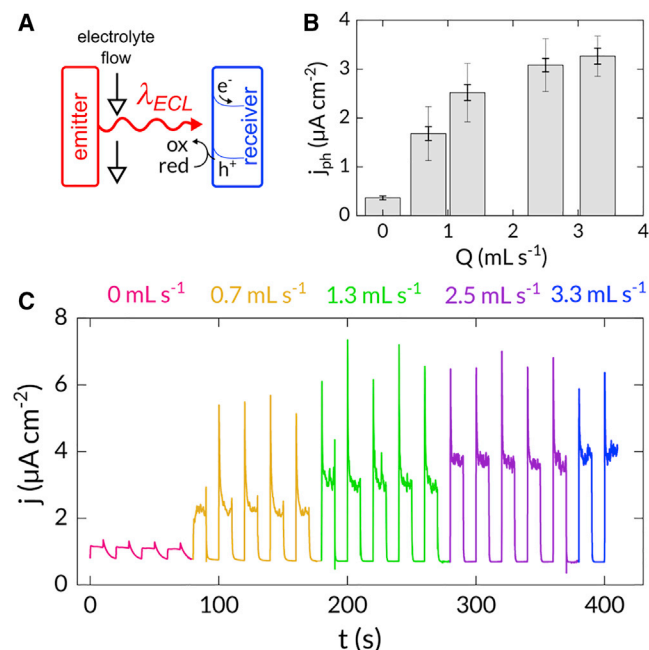 A
electrolyte
flow
emitter
λECL
e-
ox
red
h+
receiver
B
jph (μA cm-2)
4
3
2
1
0
0 1 2 3 4
Q (mL s-1)
C
0 mL s-1 0.7 mL s-1 1.3 mL s-1 2.5 mL s-1 3.3 mL s-1
j (μA cm-2)
8
6
4
2
0
0 100 200 300 400
t (s)